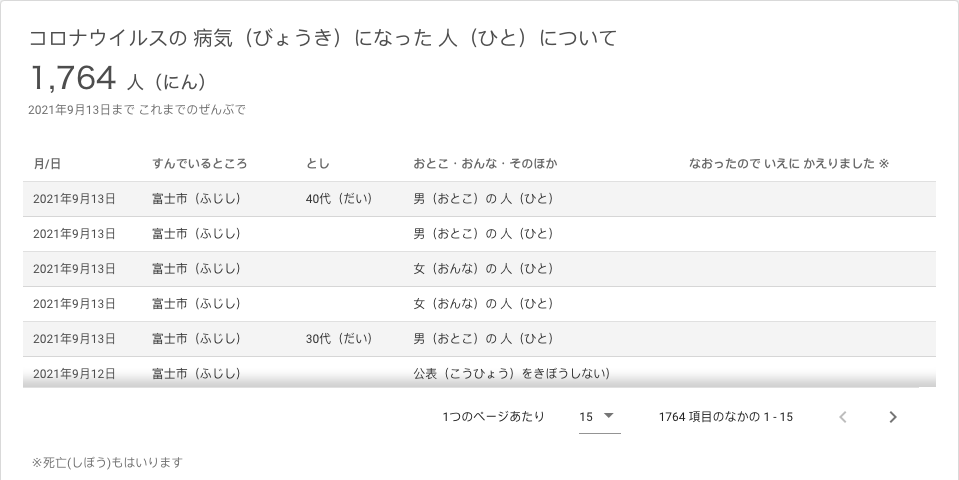 コロナウイルスの 病気（びょうき）になった 人（ひと）について
1,764 人（にん）
2021年9月13日まで これまでのぜんぶで
月/日 すんでいるところ とし おとこ・おんな・そのほか なおったので いえに かえりました ※
2021年9月13日 富士市（ふじし） 40代（だい） 男（おとこ）の 人（ひと）
2021年9月13日 富士市（ふじし） 男（おとこ）の 人（ひと）
2021年9月13日 富士市（ふじし） 女（おんな）の 人（ひと）
2021年9月13日 富士市（ふじし） 女（おんな）の 人（ひと）
2021年9月13日 富士市（ふじし） 30代（だい） 男（おとこ）の 人（ひと）
2021年9月12日 富士市（ふじし） 公表（こうひょう）をきぼうしない）
1つのページあたり 15 1764 項目のなかの 1 - 15
※死亡(しぼう)もはいります